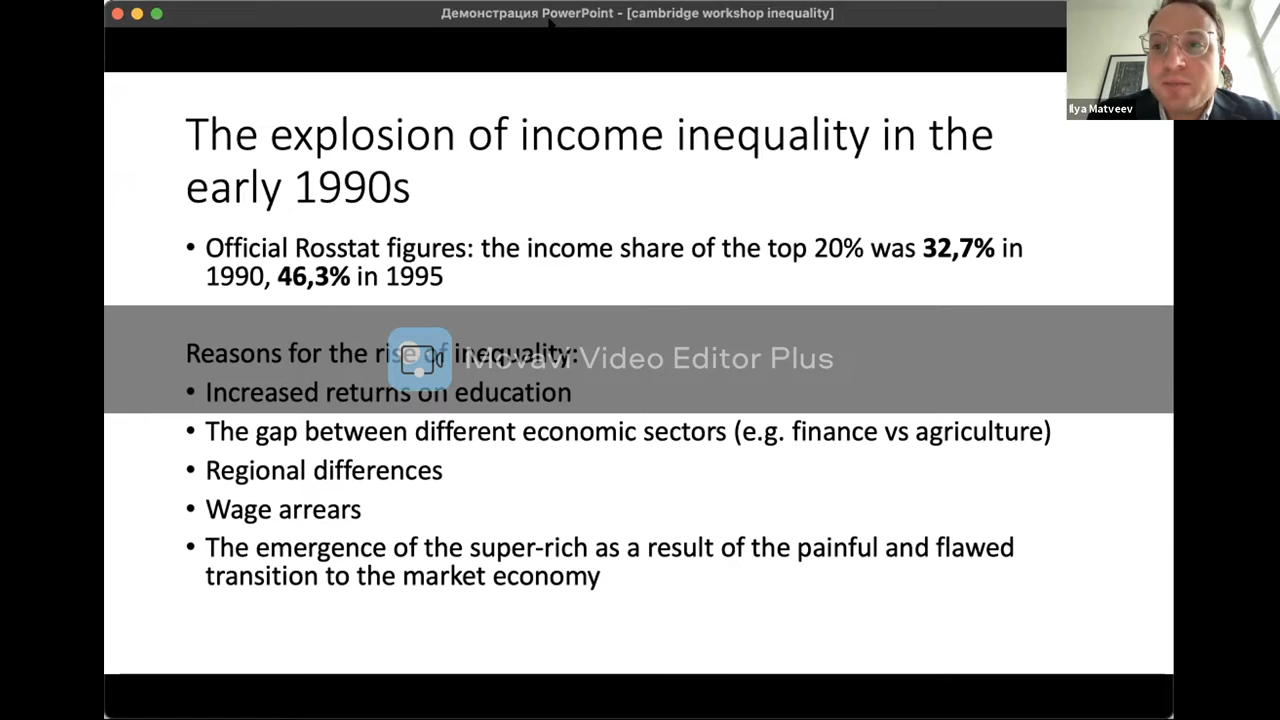 Демонстрация PowerPoint - [cambridge workshop inequality]
Ilya Matveev
The explosion of income inequality in the
early 1990s
• Official Rosstat figures: the income share of the top 20% was 32,7% in
1990, 46,3% in 1995
Reasons for the rise of inequality:
Movavi Video Editor Plus
• Increased returns on education
• The gap between different economic sectors (e.g. finance vs agriculture)
• Regional differences
• Wage arrears
• The emergence of the super-rich as a result of the painful and flawed
transition to the market economy